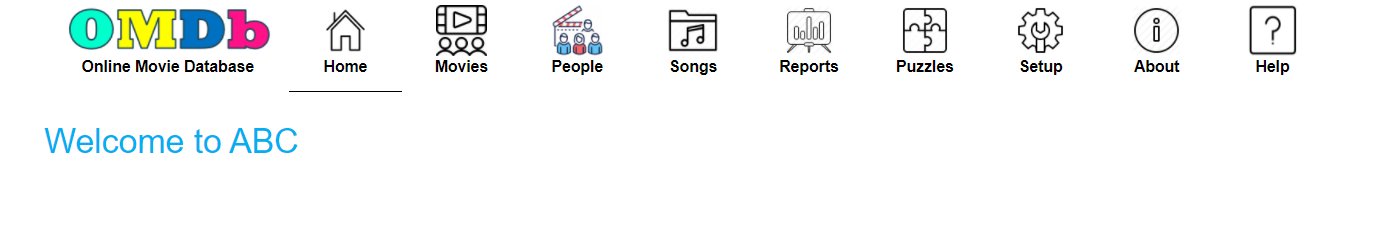 OMDb
Online Movie Database
Home
Movies
People
Songs
Reports
Puzzles
Setup
About
Help
Welcome to ABC